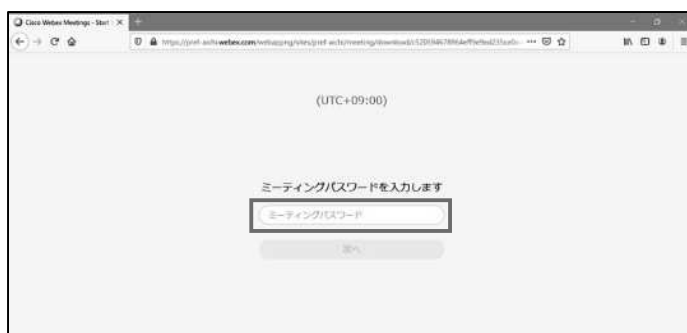 Cisco Webex Meetings - Start
(UTC+09:00)
ミーティングパスワードを入力します
ミーティングパスワード
次へ